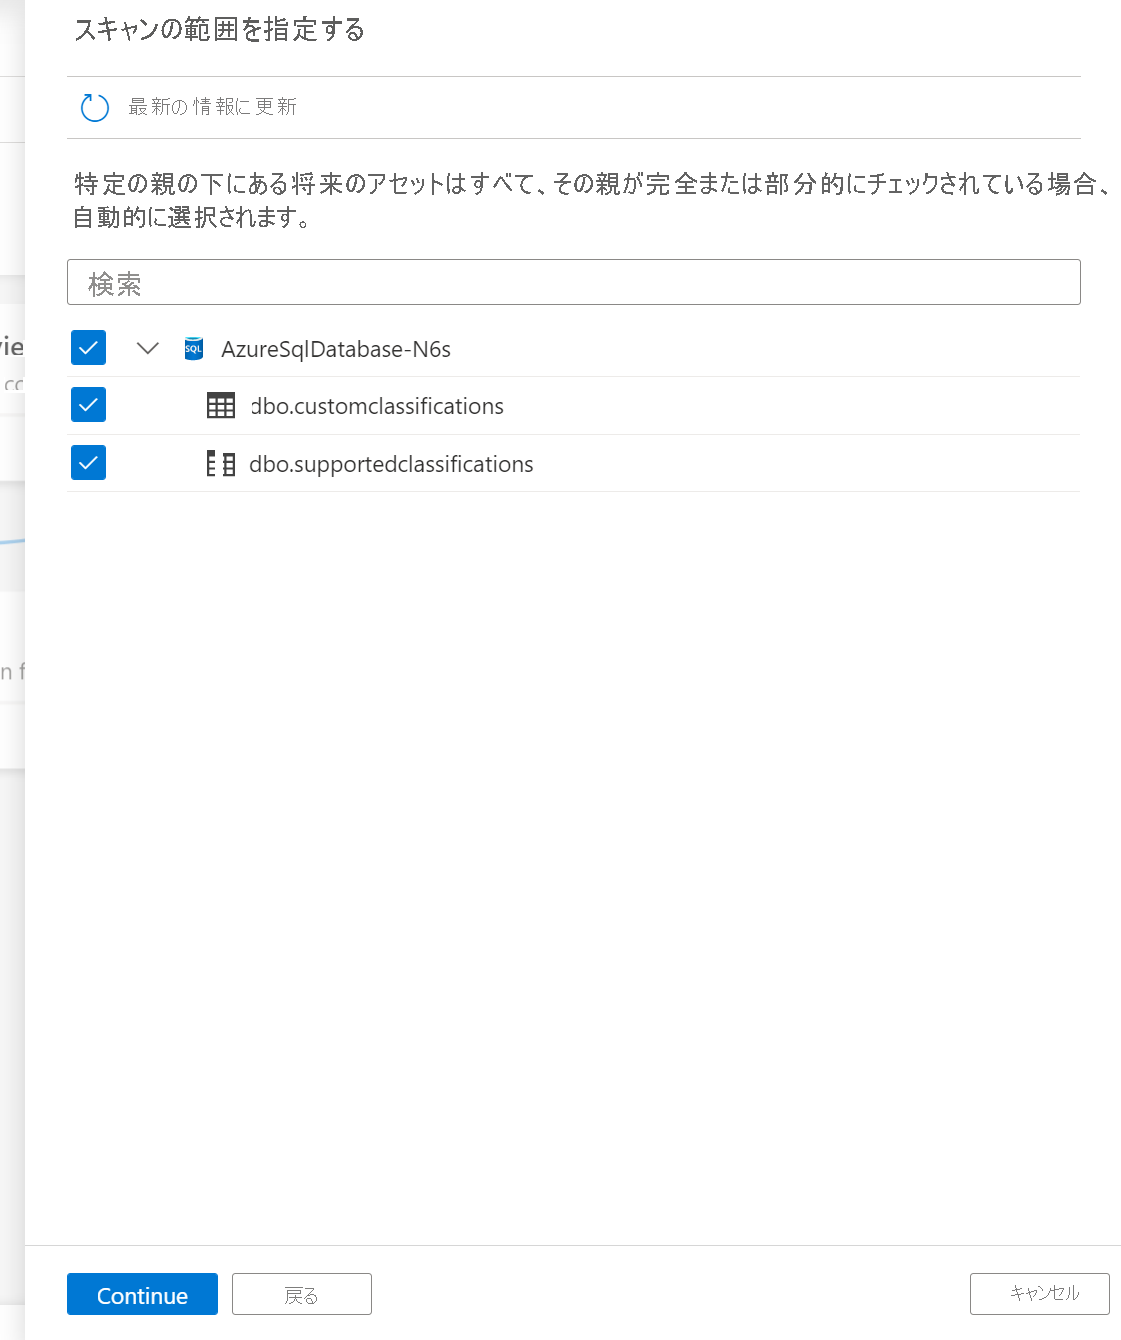 スキャンの範囲を指定する
最新の情報に更新
特定の親の下にある将来のアセットはすべて、その親が完全または部分的にチェックされている場合、
自動的に選択されます。
検索
vie
cc
SQL
AzureSqlDatabase-N6s
dbo.customclassifications
dbo.supportedclassifications
n f
Continue
戻る
キャンセル